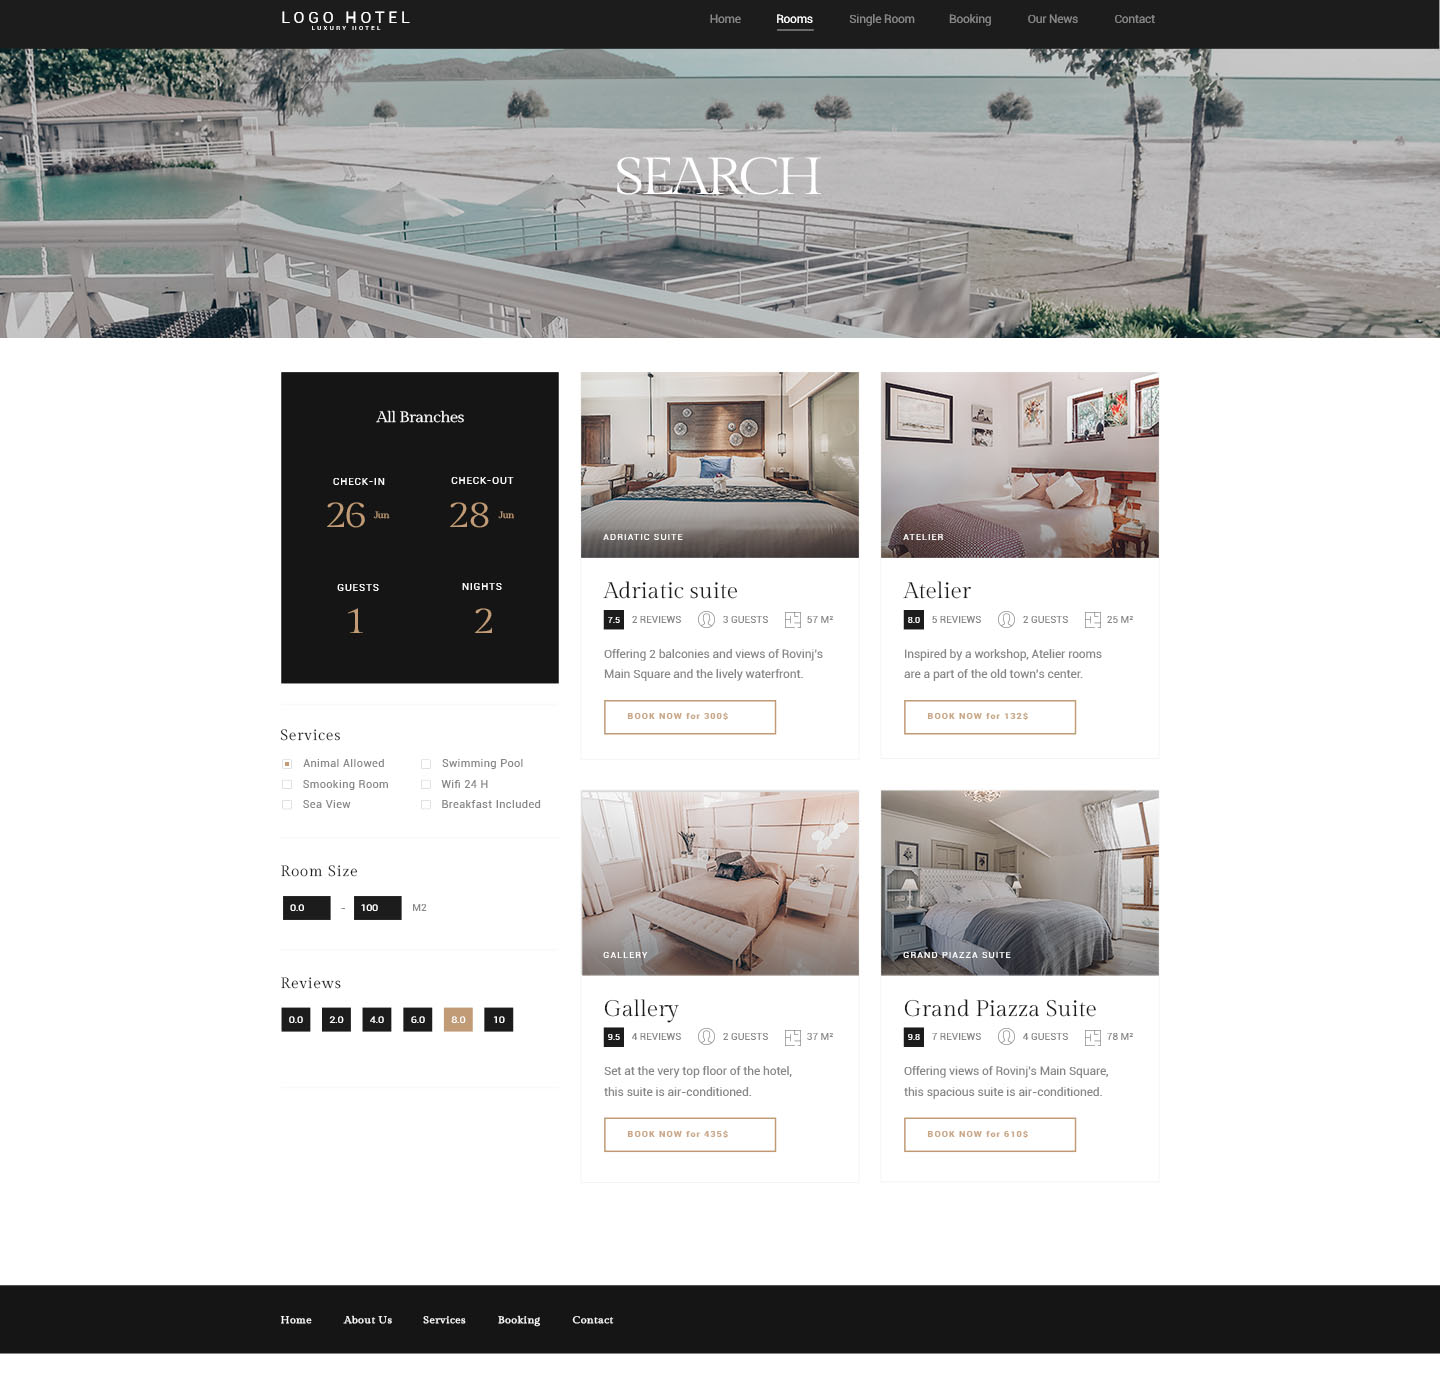 LOGO HOTEL
LUXURY HOTEL
Home Rooms Single Room Booking Our News Contact
SEARCH
All Branches
CHECK-IN CHECK-OUT
26 Jun 28 Jun
GUESTS NIGHTS
1 2
Services
Animal Allowed Swimming Pool
Smooking Room Wifi 24 H
Sea View Breakfast Included
Room Size
0.0 - 100 M2
Reviews
0.0 2.0 4.0 6.0 8.0 10
ADRIATIC SUITE
Adriatic suite
7.5 2 REVIEWS 3 GUESTS 57 M²
Offering 2 balconies and views of Rovinj's
Main Square and the lively waterfront.
BOOK NOW for 300$
ATELIER
Atelier
8.0 5 REVIEWS 2 GUESTS 25 M²
Inspired by a workshop, Atelier rooms
are a part of the old town's center.
BOOK NOW for 132$
GALLERY
Gallery
9.5 4 REVIEWS 2 GUESTS 37 M²
Set at the very top floor of the hotel,
this suite is air-conditioned.
BOOK NOW for 435$
GRAND PIAZZA SUITE
Grand Piazza Suite
9.8 7 REVIEWS 4 GUESTS 78 M²
Offering views of Rovinj's Main Square,
this spacious suite is air-conditioned.
BOOK NOW for 610$
Home About Us Services Booking Contact